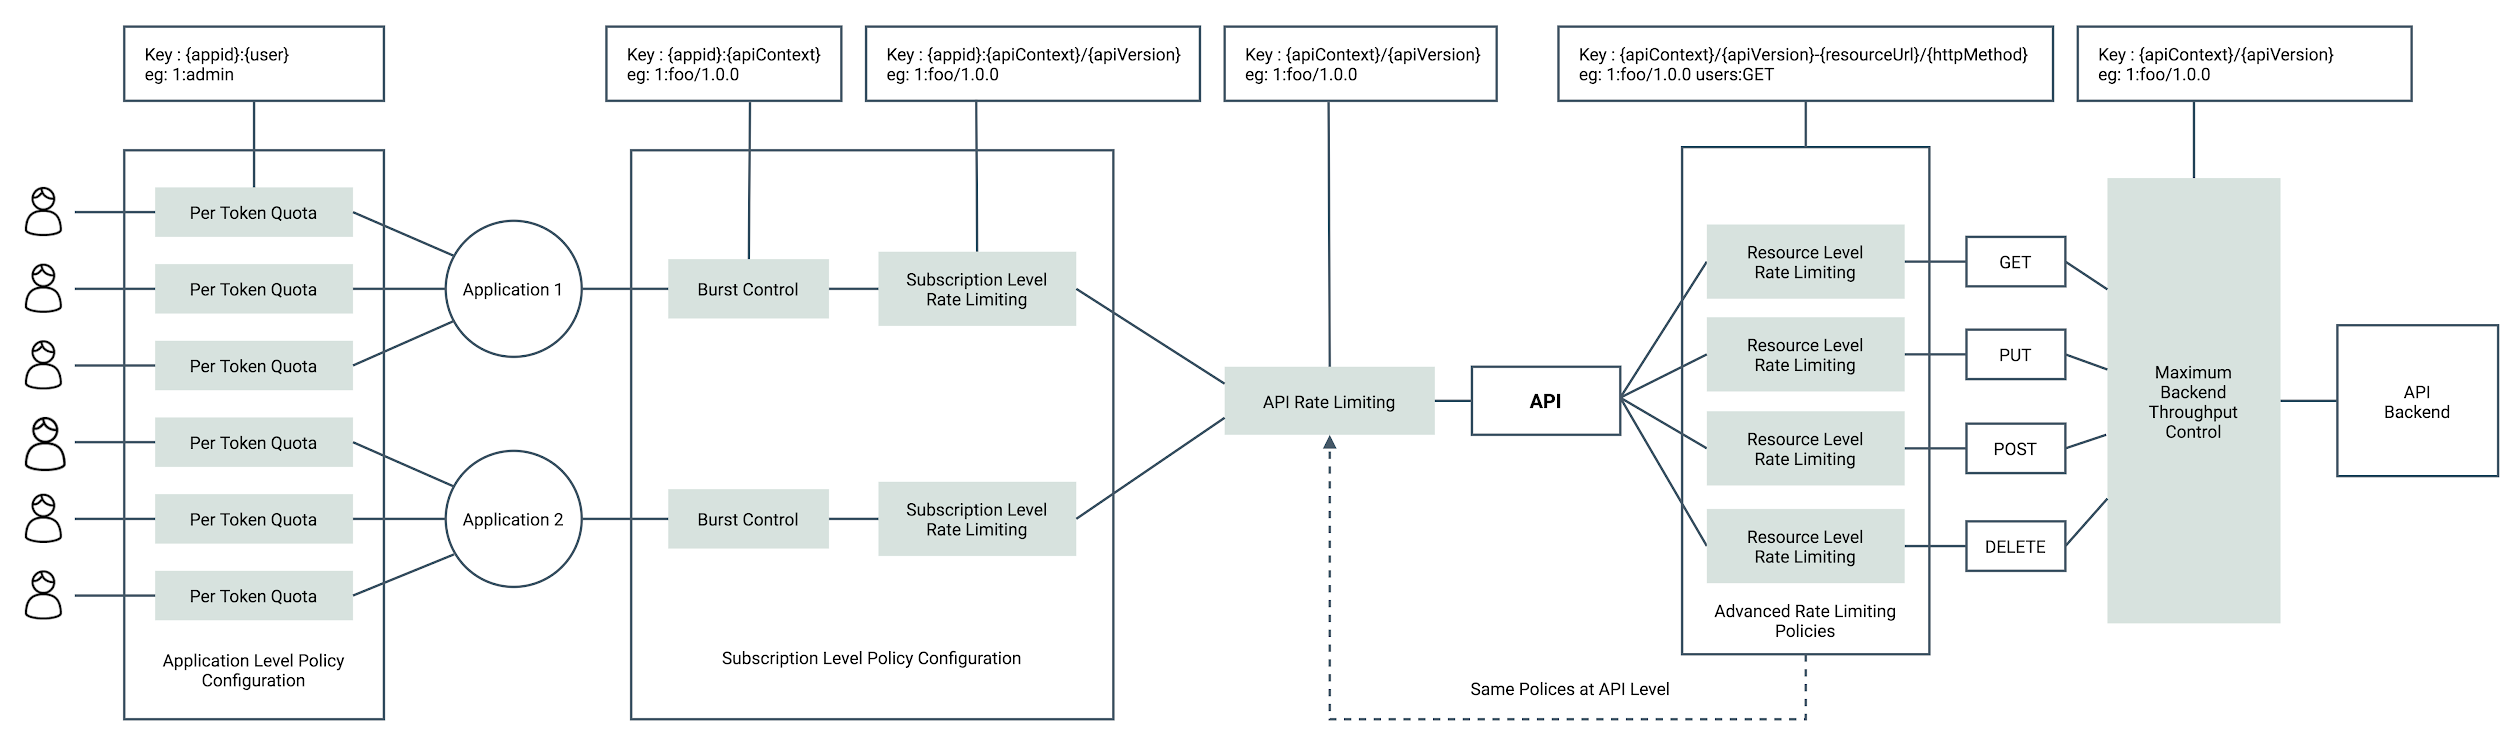 Key : {appid}:{user}
eg: 1:admin
Key : {appid}:{apiContext}
eg: 1:foo/1.0.0
Key : {appid}:{apiContext}/{apiVersion}
eg: 1:foo/1.0.0
Key : {apiContext}/{apiVersion}
eg: 1:foo/1.0.0
Key : {apiContext}/{apiVersion}-{resourceUrl}/{httpMethod}
eg: 1:foo/1.0.0 users:GET
Key : {apiContext}/{apiVersion}
eg: 1:foo/1.0.0
Per Token Quota
Per Token Quota
Per Token Quota
Per Token Quota
Per Token Quota
Per Token Quota
Application Level Policy
Configuration
Application 1
Application 2
Burst Control
Subscription Level
Rate Limiting
Burst Control
Subscription Level
Rate Limiting
Subscription Level Policy Configuration
API Rate Limiting
API
Resource Level
Rate Limiting
Resource Level
Rate Limiting
Resource Level
Rate Limiting
Resource Level
Rate Limiting
Advanced Rate Limiting
Policies
Same Polices at API Level
GET
PUT
POST
DELETE
Maximum
Backend
Throughput
Control
API
Backend